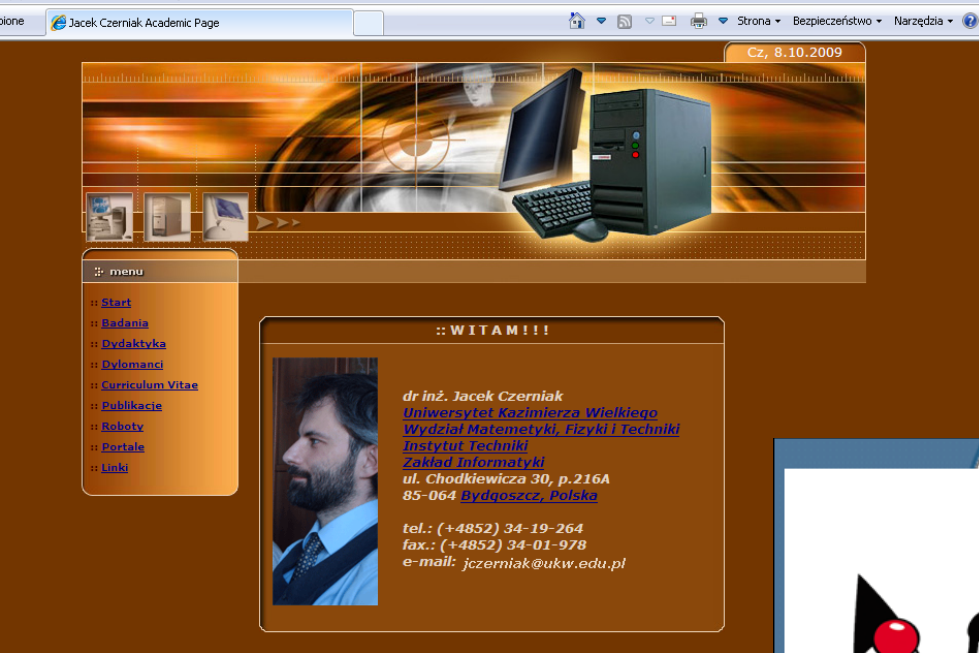 pione
Jacek Czerniak Academic Page
Strona
Bezpieczeństwo
Narzędzia
Cz, 8.10.2009
menu
:: Start
:: Badania
:: Dydaktyka
:: Dylomanci
:: Curriculum Vitae
:: Publikacje
:: Roboty
:: Portale
:: Linki
:: W I T A M ! ! !
dr inż. Jacek Czerniak
Uniwersytet Kazimierza Wielkiego
Wydział Matemetyki, Fizyki i Techniki
Instytut Techniki
Zakład Informatyki
ul. Chodkiewicza 30, p.216A
85-064 Bydgoszcz, Polska
tel.: (+4852) 34-19-264
fax.: (+4852) 34-01-978
e-mail: jczerniak@ukw.edu.pl